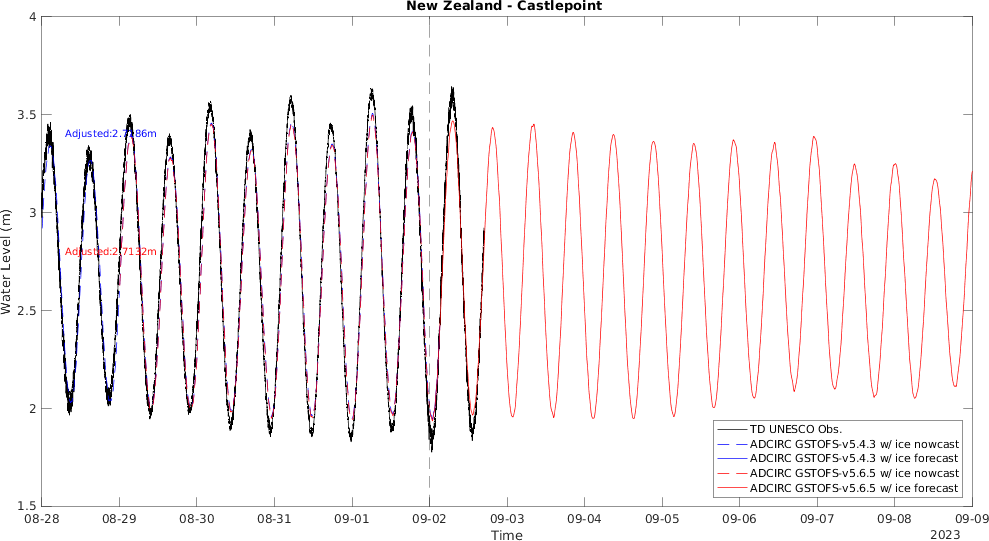 New Zealand - Castlepoint
4
3.5
3
2.5
2
1.5
Water Level (m)
Adjusted:2.7286m
Adjusted:2.7132m
TD UNESCO Obs.
ADCIRC GSTOFS-v5.4.3 w/ ice nowcast
ADCIRC GSTOFS-v5.4.3 w/ ice forecast
ADCIRC GSTOFS-v5.6.5 w/ ice nowcast
ADCIRC GSTOFS-v5.6.5 w/ ice forecast
08-28 08-29 08-30 08-31 09-01 09-02 09-03 09-04 09-05 09-06 09-07 09-08 09-09
Time
2023